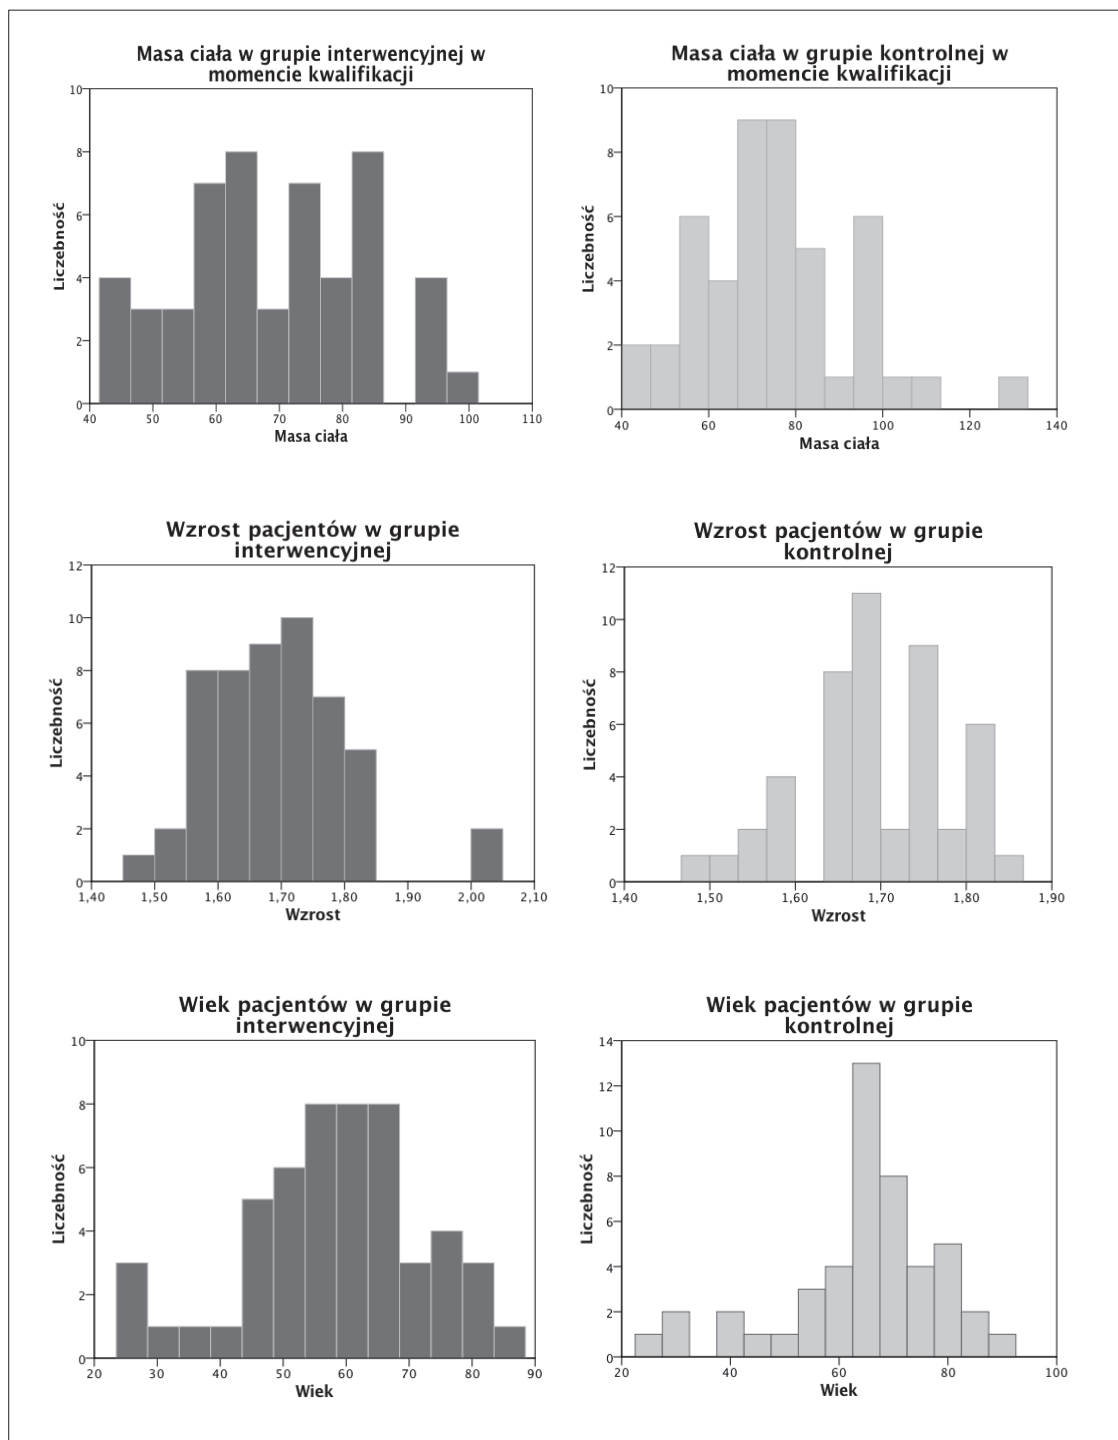 Masa ciała w grupie interwencyjnej w
momencie kwalifikacji
10
8
6
4
2
0
Liczebność
40 50 60 70 80 90 100 110
Masa ciała
Masa ciała w grupie kontrolnej w
momencie kwalifikacji
10
8
6
4
2
0
Liczebność
40 60 80 100 120 140
Masa ciała
Wzrost pacjentów w grupie
interwencyjnej
12
10
8
6
4
2
0
Liczebność
1,40 1,50 1,60 1,70 1,80 1,90 2,00 2,10
Wzrost
Wzrost pacjentów w grupie
kontrolnej
12
10
8
6
4
2
0
Liczebność
1,40 1,50 1,60 1,70 1,80 1,90
Wzrost
Wiek pacjentów w grupie
interwencyjnej
10
8
6
4
2
0
Liczebność
20 30 40 50 60 70 80 90
Wiek
Wiek pacjentów w grupie
kontrolnej
14
12
10
8
6
4
2
0
Liczebność
20 40 60 80 100
Wiek